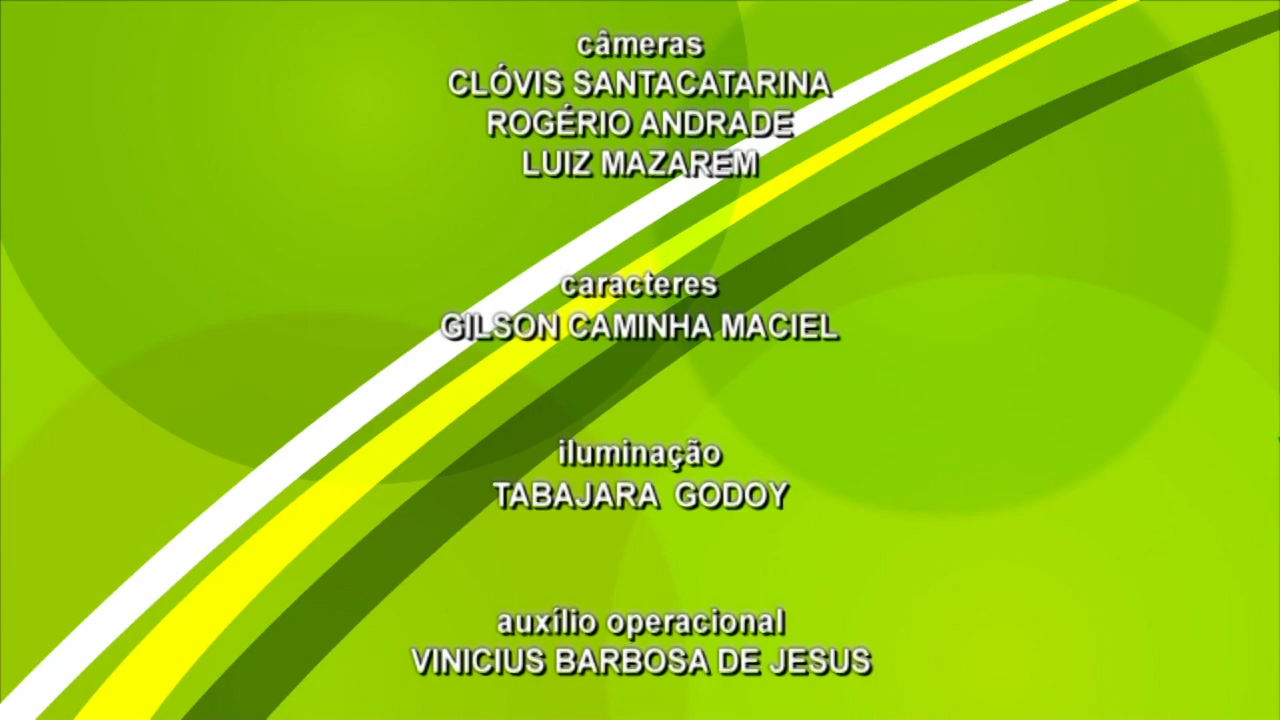 câmeras
CLÓVIS SANTACATARINA
ROGÉRIO ANDRADE
LUIZ MAZAREM
caracteres
GILSON CAMINHA MACIEL
iluminação
TABAJARA GODOY
auxílio operacional
VINICIUS BARBOSA DE JESUS